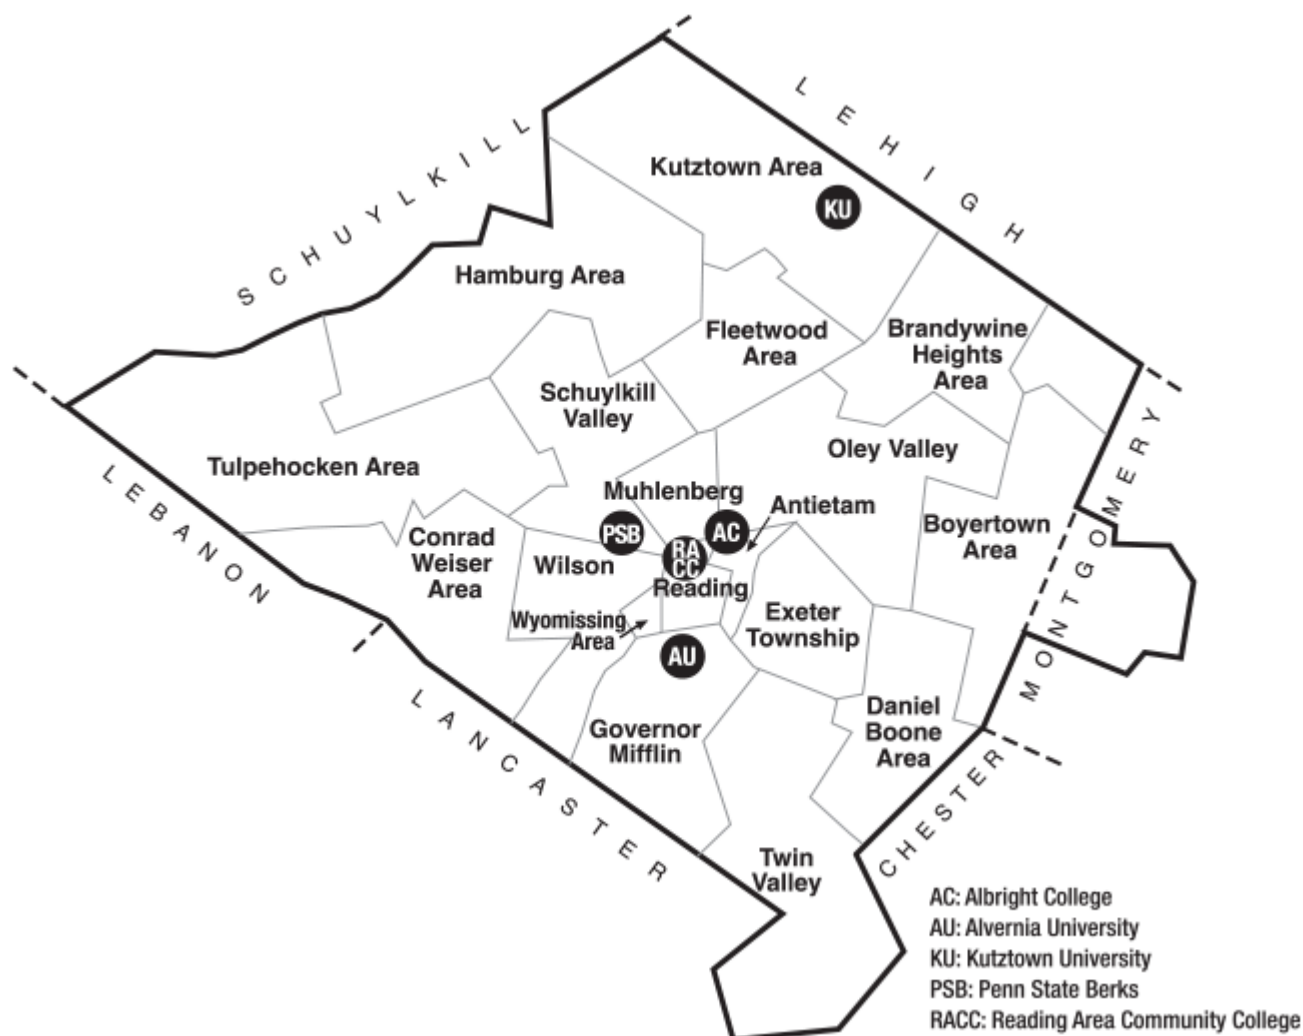 SCHUYLKILL
LEHIGH
Kutztown Area
KU
Hamburg Area
Fleetwood
Area
Brandywine
Heights
Area
Schuylkill
Valley
Oley Valley
Tulpehocken Area
LEBANON
MONTGOMERY
Muhlenberg
Antietam
PSB
AC
Boyertown
Area
Conrad
Weiser
Area
Wilson
RA
CC
Reading
Wyomissing
Area
Exeter
Township
AU
MONTGOMERY
LANCASTER
Governor
Mifflin
Daniel
Boone
Area
CHESTER
Twin
Valley
AC: Albright College
AU: Alvernia University
KU: Kutztown University
PSB: Penn State Berks
RACC: Reading Area Community College